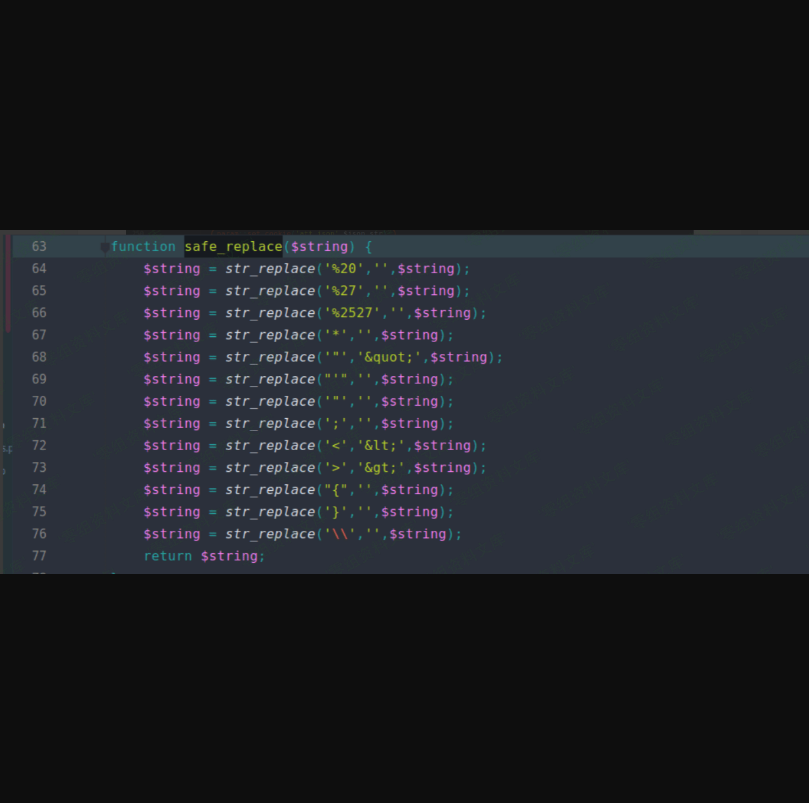 63 function safe_replace($string) {
64 $string = str_replace('%20','',$string);
65 $string = str_replace('%27','',$string);
66 $string = str_replace('%2527','',$string);
67 $string = str_replace('*','',$string);
68 $string = str_replace('"','&quot;',$string);
69 $string = str_replace("'",'',$string);
70 $string = str_replace('"','',$string);
71 $string = str_replace(';','',$string);
72 $string = str_replace('<','&lt;',$string);
73 $string = str_replace('>','&gt;',$string);
74 $string = str_replace("{",'',$string);
75 $string = str_replace('}','',$string);
76 $string = str_replace('\\','',$string);
77 return $string;